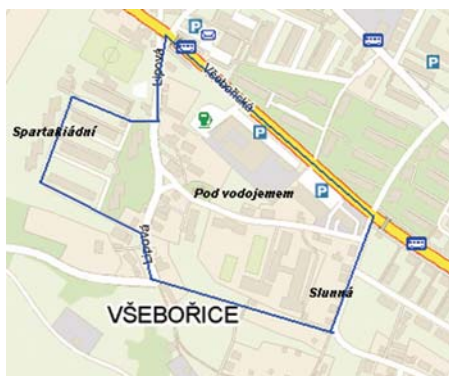 P
Lipová
Všebořická
P
Spartakiádní
P
Pod vodojemem
P
Lipová
Slunná
VŠEBOŘICE